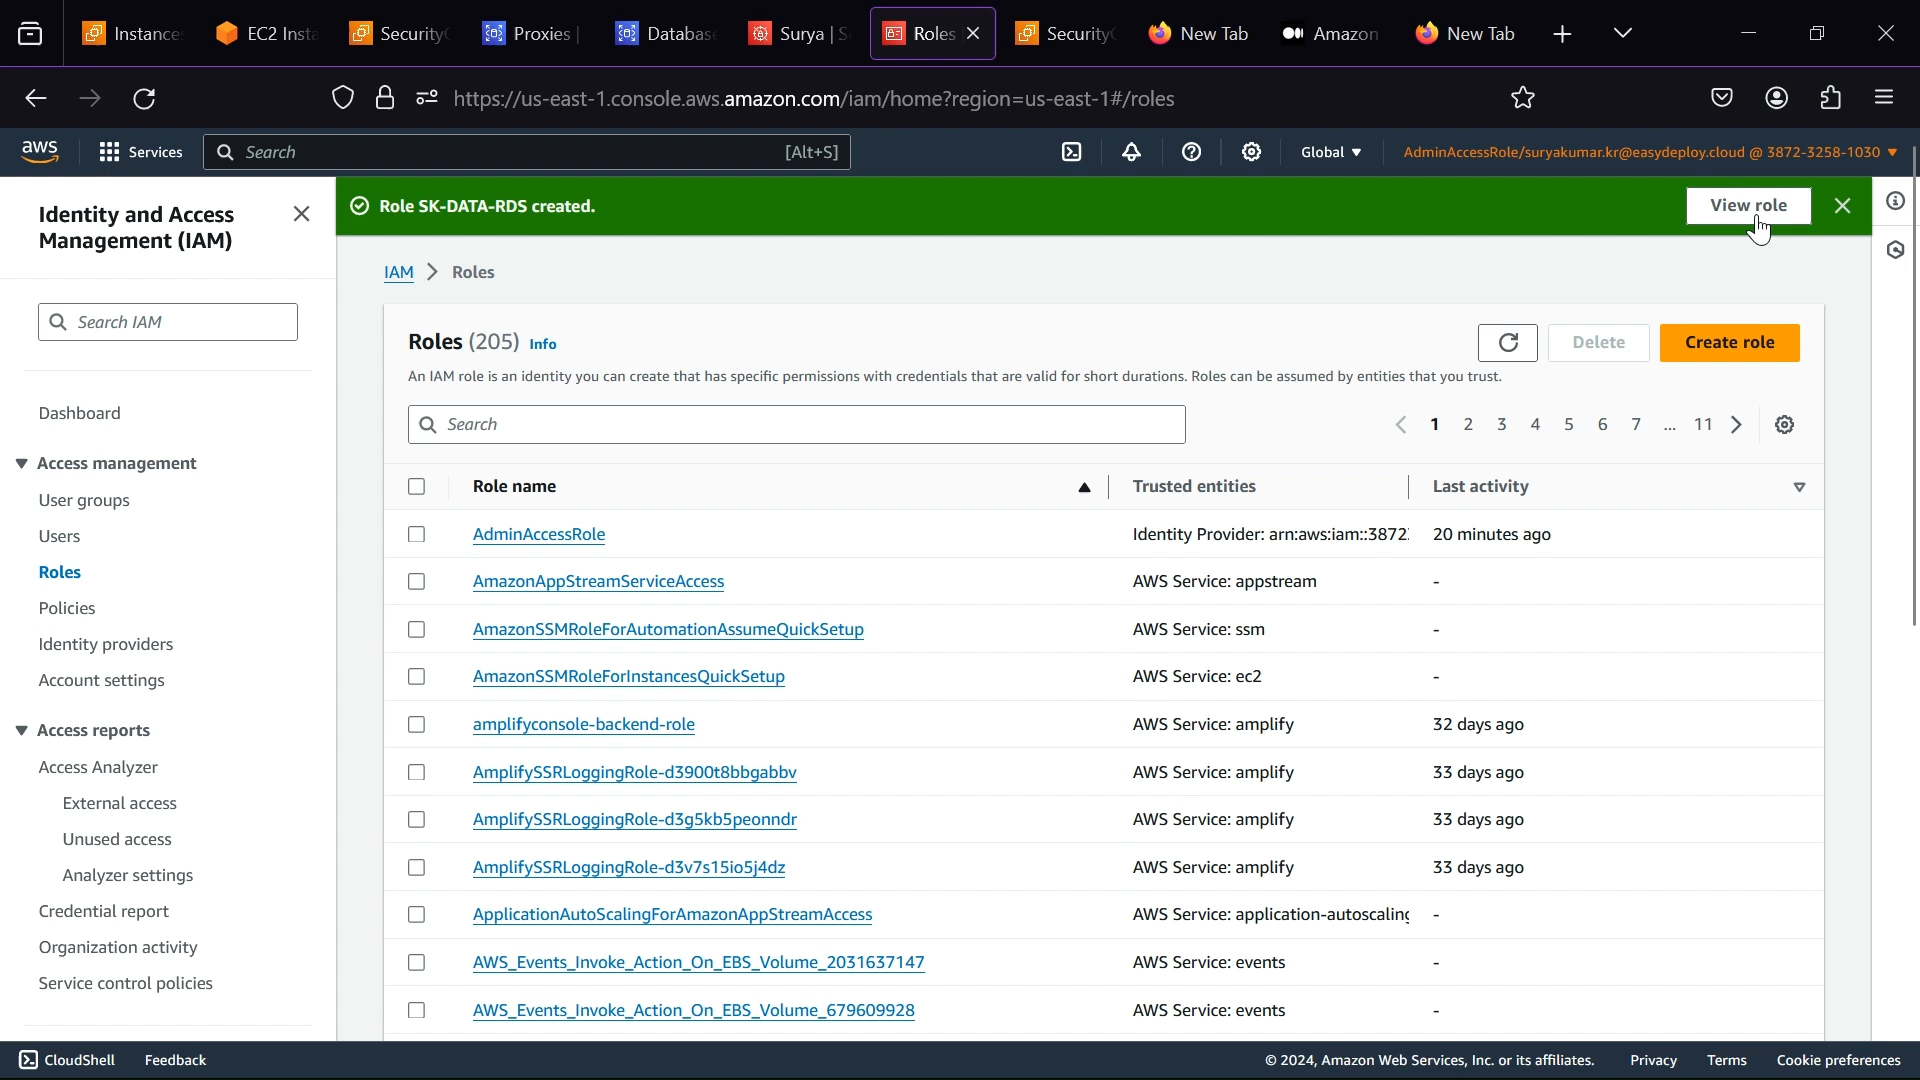 Instance
EC2 Insta
Security
Proxies
Databas
Surya | S
Roles
Security
New Tab
Amazon
New Tab
https://us-east-1.console.aws.amazon.com/iam/home?region=us-east-1#/roles
aws
Services
Search
[Alt+S]
Global
AdminAccessRole/suryakumar.kr@easydeploy.cloud @ 3872-3258-1030
Identity and Access
Management (IAM)
Search IAM
Dashboard
Access management
User groups
Users
Roles
Policies
Identity providers
Account settings
Access reports
Access Analyzer
External access
Unused access
Analyzer settings
Credential report
Organization activity
Service control policies
Role SK-DATA-RDS created.
View role
IAM > Roles
Roles (205) Info
Delete
Create role
An IAM role is an identity you can create that has specific permissions with credentials that are valid for short durations. Roles can be assumed by entities that you trust.
Search
1 2 3 4 5 6 7 ... 11
Role name Trusted entities Last activity
AdminAccessRole Identity Provider: arn:aws:iam::3872 20 minutes ago
AmazonAppStreamServiceAccess AWS Service: appstream -
AmazonSSMRoleForAutomationAssumeQuickSetup AWS Service: ssm -
AmazonSSMRoleForInstancesQuickSetup AWS Service: ec2 -
amplifyconsole-backend-role AWS Service: amplify 32 days ago
AmplifySSRLoggingRole-d3900t8bbgabbv AWS Service: amplify 33 days ago
AmplifySSRLoggingRole-d3g5kb5peonndr AWS Service: amplify 33 days ago
AmplifySSRLoggingRole-d3v7s15io5j4dz AWS Service: amplify 33 days ago
ApplicationAutoScalingForAmazonAppStreamAccess AWS Service: application-autoscaling -
AWS_Events_Invoke_Action_On_EBS_Volume_2031637147 AWS Service: events -
AWS_Events_Invoke_Action_On_EBS_Volume_679609928 AWS Service: events -
CloudShell
Feedback
© 2024, Amazon Web Services, Inc. or its affiliates.
Privacy
Terms
Cookie preferences